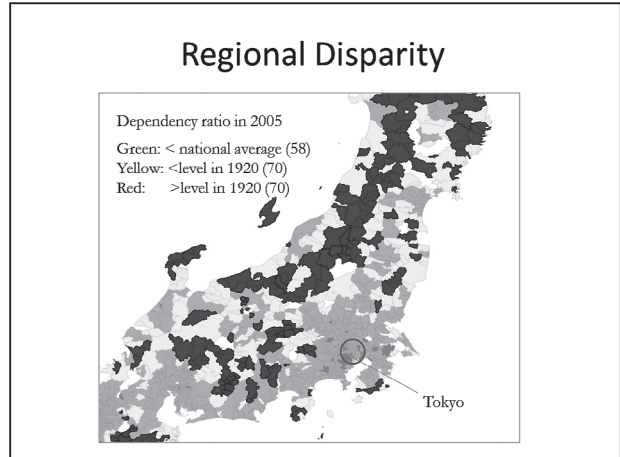 Regional Disparity
Dependency ratio in 2005
Green: < national average (58)
Yellow: <level in 1920 (70)
Red: >level in 1920 (70)
Tokyo